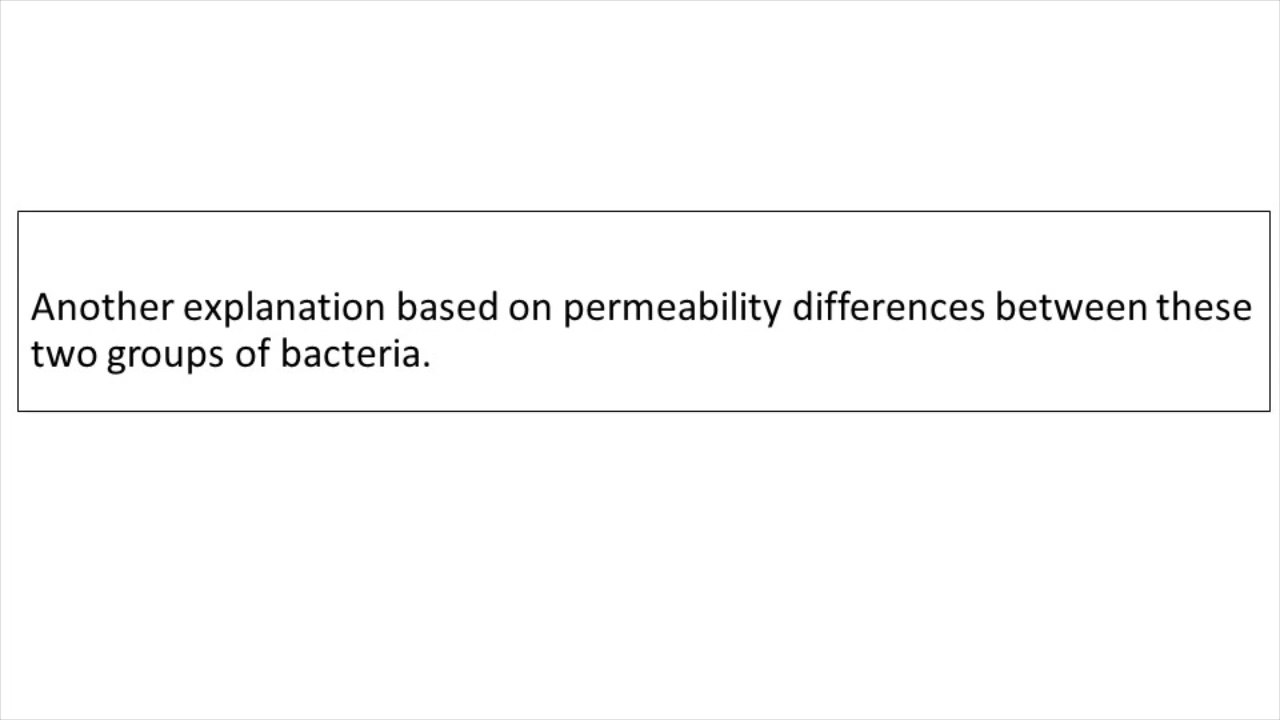 Another explanation based on permeability differences between these
two groups of bacteria.